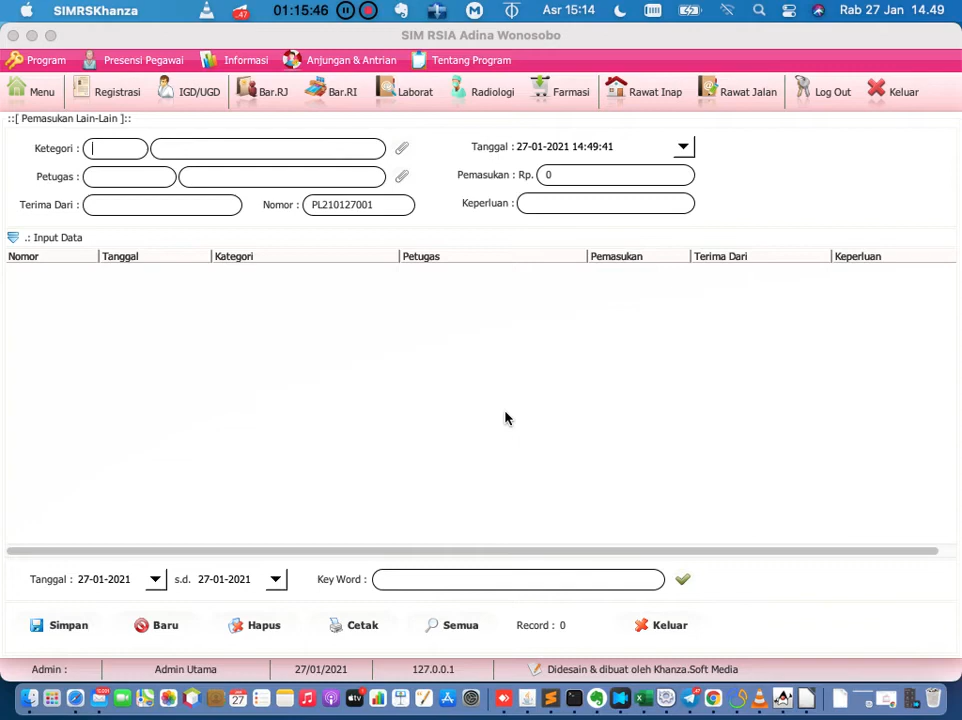 SIMRSKhanza 47 01:15:46 Asr 15:14 Rab 27 Jan 14.49
SIM RSIA Adina Wonosobo
Program Presensi Pegawai Informasi Anjungan & Antrian Tentang Program
Menu Registrasi IGD/UGD Bar.RJ Bar.RI Laborat Radiologi Farmasi Rawat Inap Rawat Jalan Log Out Keluar
::[ Pemasukan Lain-Lain ]::
Ketegori : Tanggal : 27-01-2021 14:49:41
Petugas : Pemasukan : Rp. 0
Terima Dari : Nomor : PL210127001 Keperluan :
.: Input Data
Nomor Tanggal Kategori Petugas Pemasukan Terima Dari Keperluan
Tanggal : 27-01-2021 s.d. 27-01-2021 Key Word :
Simpan Baru Hapus Cetak Semua Record : 0 Keluar
Admin : Admin Utama 27/01/2021 127.0.0.1 Didesain & dibuat oleh Khanza.Soft Media